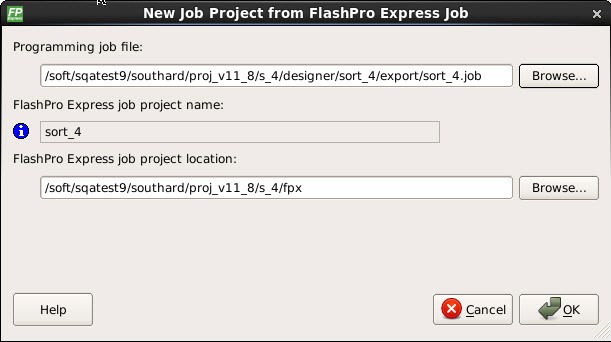 FP
New Job Project from FlashPro Express Job
Programming job file:
/soft/sqatest9/southard/proj_v11_8/s_4/designer/sort_4/export/sort_4.job
Browse...
FlashPro Express job project name:
sort_4
FlashPro Express job project location:
/soft/sqatest9/southard/proj_v11_8/s_4/fpx
Browse...
Help
Cancel
OK